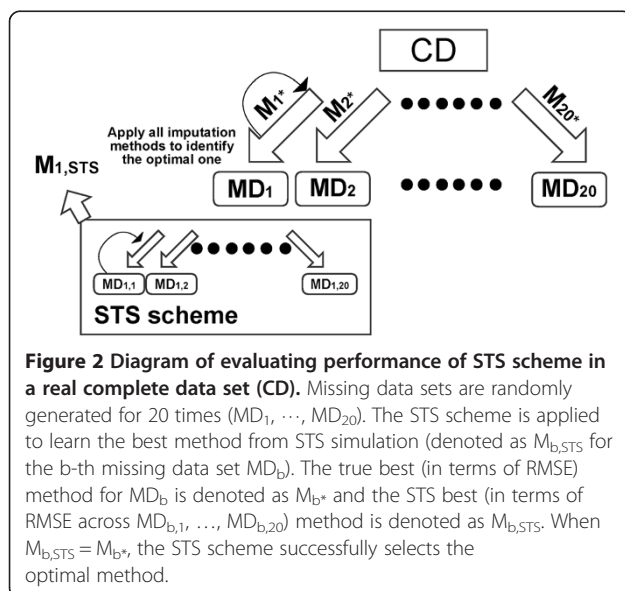 CD
M1*
M2*
M20*
Apply all imputation
methods to identify
the optimal one
M1,STS
MD1
MD2
MD20
MD1,1
MD1,2
MD1,20
STS scheme
Figure 2 Diagram of evaluating performance of STS scheme in
a real complete data set (CD). Missing data sets are randomly
generated for 20 times (MD1, ⋯, MD20). The STS scheme is applied
to learn the best method from STS simulation (denoted as Mb,STS for
the b-th missing data set MDb). The true best (in terms of RMSE)
method for MDb is denoted as Mb* and the STS best (in terms of
RMSE across MDb,1, …, MDb,20) method is denoted as Mb,STS. When
Mb,STS = Mb*, the STS scheme successfully selects the
optimal method.